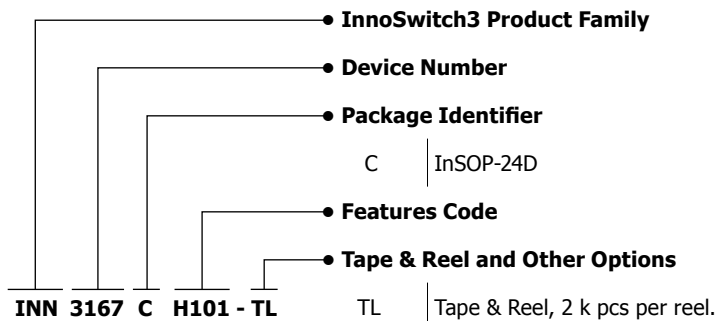 InnoSwitch3 Product Family
Device Number
Package Identifier
C InSOP-24D
Features Code
Tape & Reel and Other Options
INN 3167 C H101 - TL TL Tape & Reel, 2 k pcs per reel.